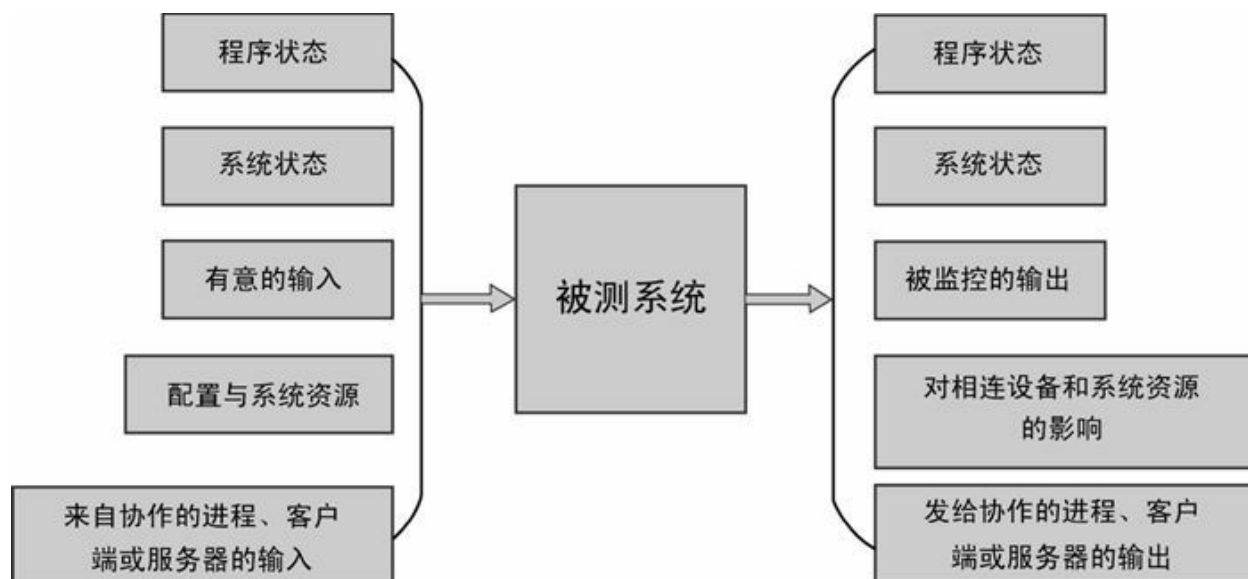 程序状态
系统状态
有意的输入
配置与系统资源
来自协作的进程、客户
端或服务器的输入
被测系统
程序状态
系统状态
被监控的输出
对相连设备和系统资源
的影响
发给协作的进程、客户
端或服务器的输出